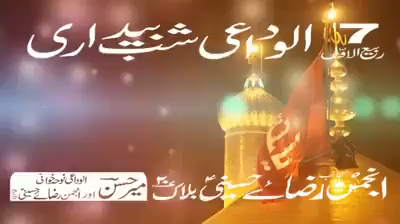 7 ربیع الاول الوداعی شب بیداری
انجمن رضائے حسینیؑ بلاک ۲۰
الوداعی نوحہ خوانی
میر حسن اور انجمن رضائے حسینیؑ